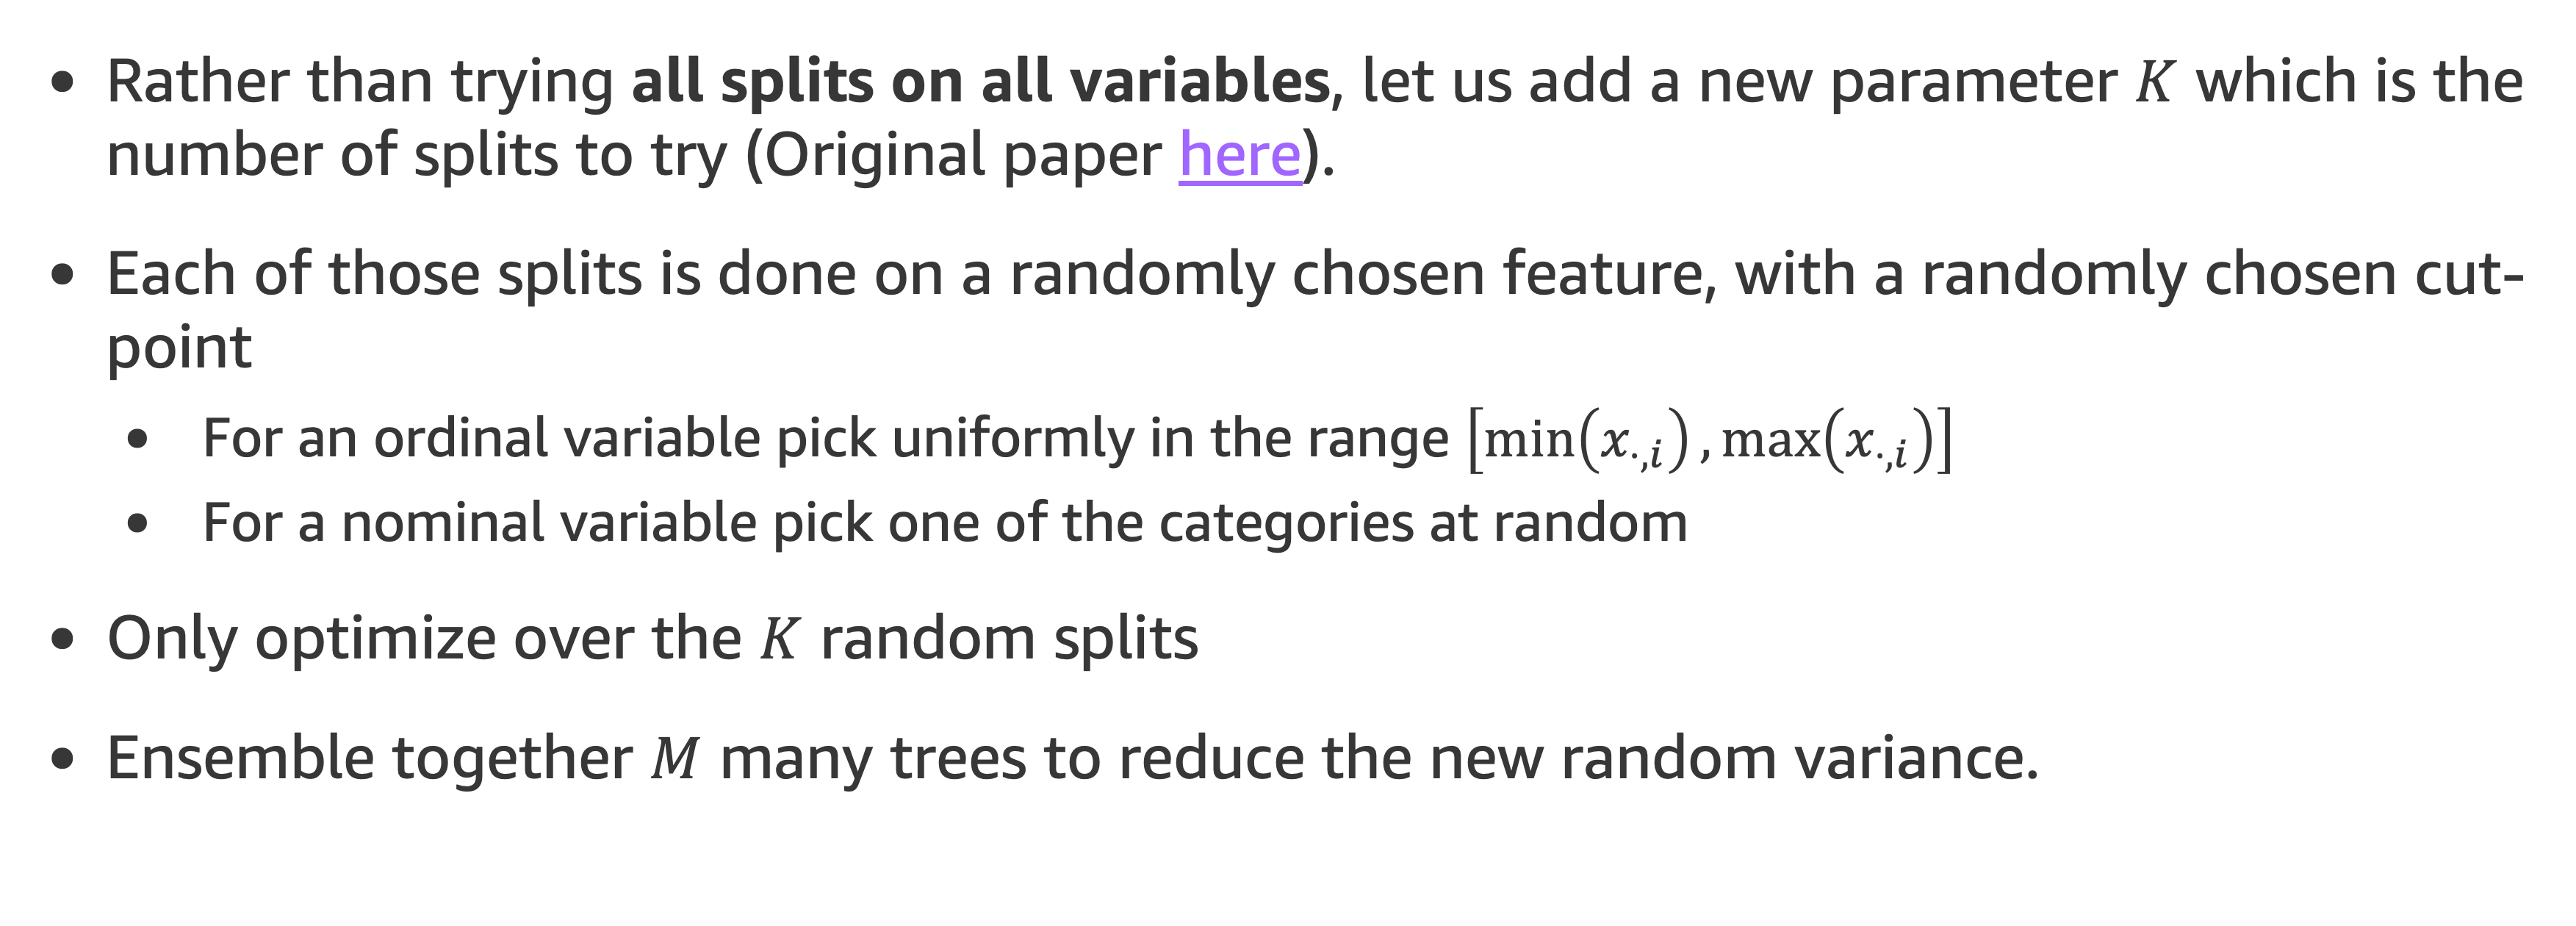 • Rather than trying all splits on all variables, let us add a new parameter K which is the
number of splits to try (Original paper here).
• Each of those splits is done on a randomly chosen feature, with a randomly chosen cut-
point
• For an ordinal variable pick uniformly in the range [min(x.,i), max(x.,i)]
• For a nominal variable pick one of the categories at random
• Only optimize over the K random splits
• Ensemble together M many trees to reduce the new random variance.